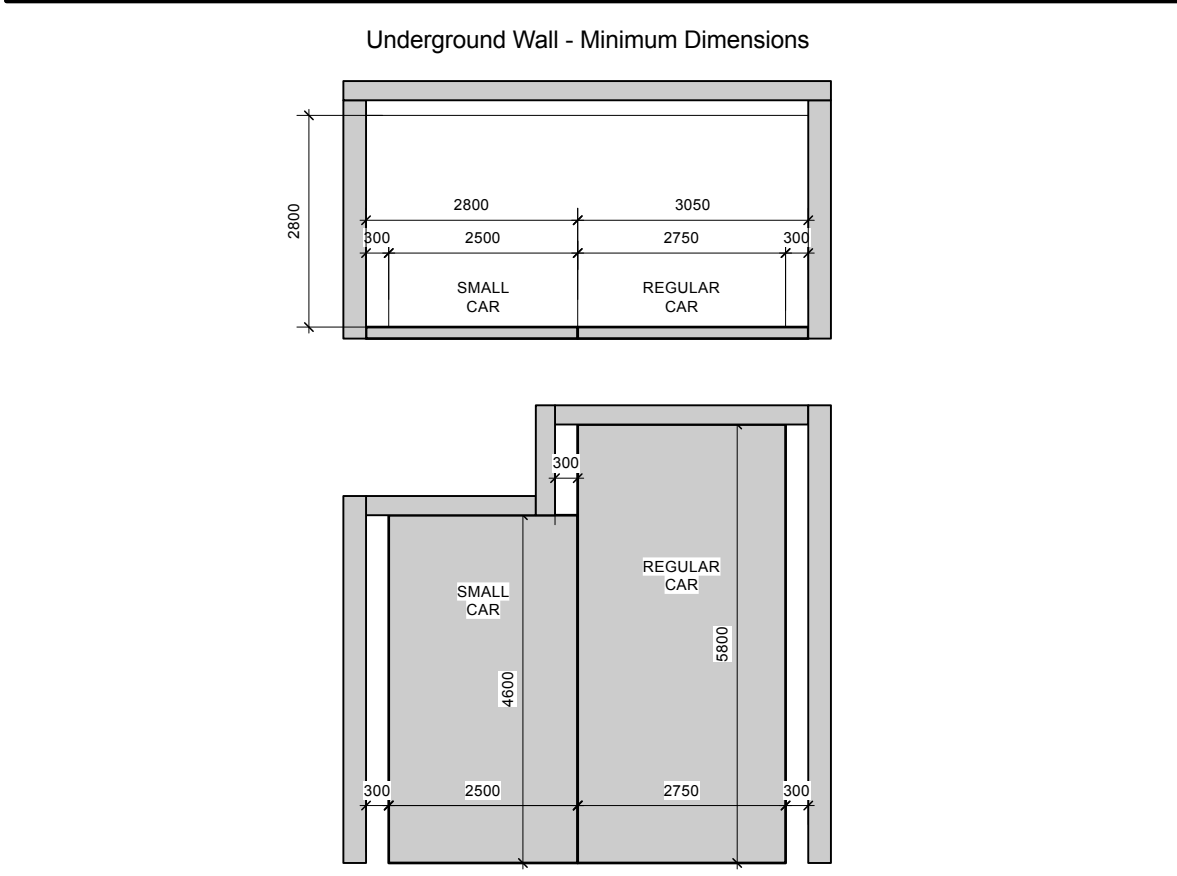 Underground Wall - Minimum Dimensions
2800
2800 3050
300 2500 2750 300
SMALL
CAR
REGULAR
CAR
300
REGULAR
CAR
SMALL
CAR
5800
4600
300 2500 2750 300